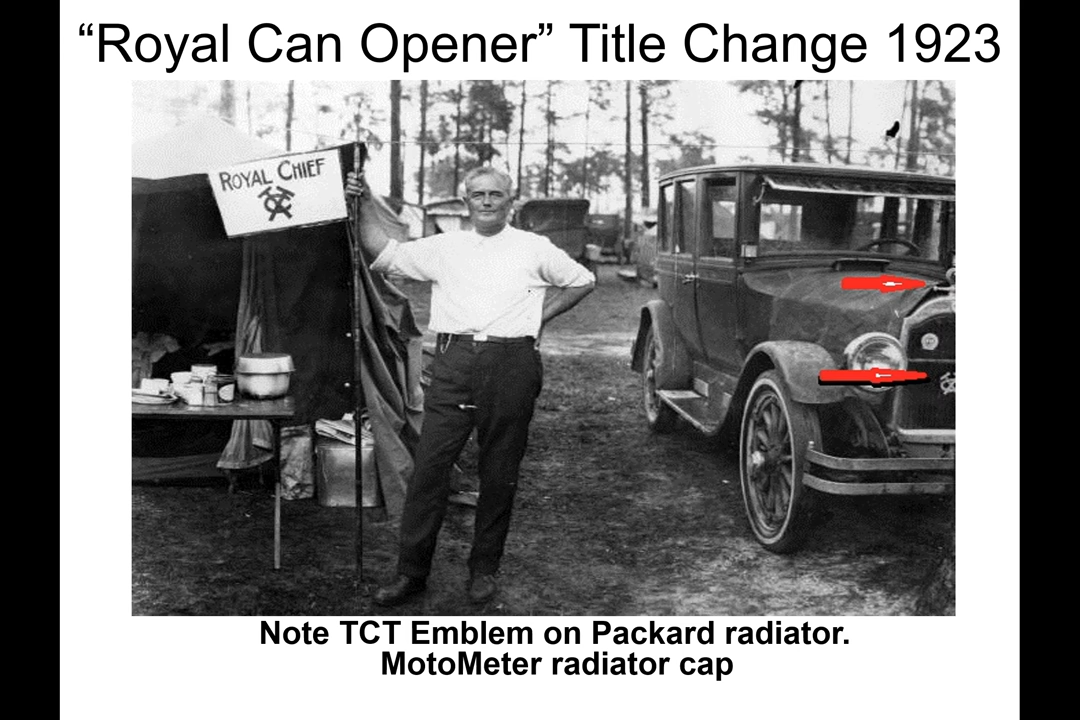 “Royal Can Opener” Title Change 1923
ROYAL CHIEF
Note TCT Emblem on Packard radiator.
MotoMeter radiator cap